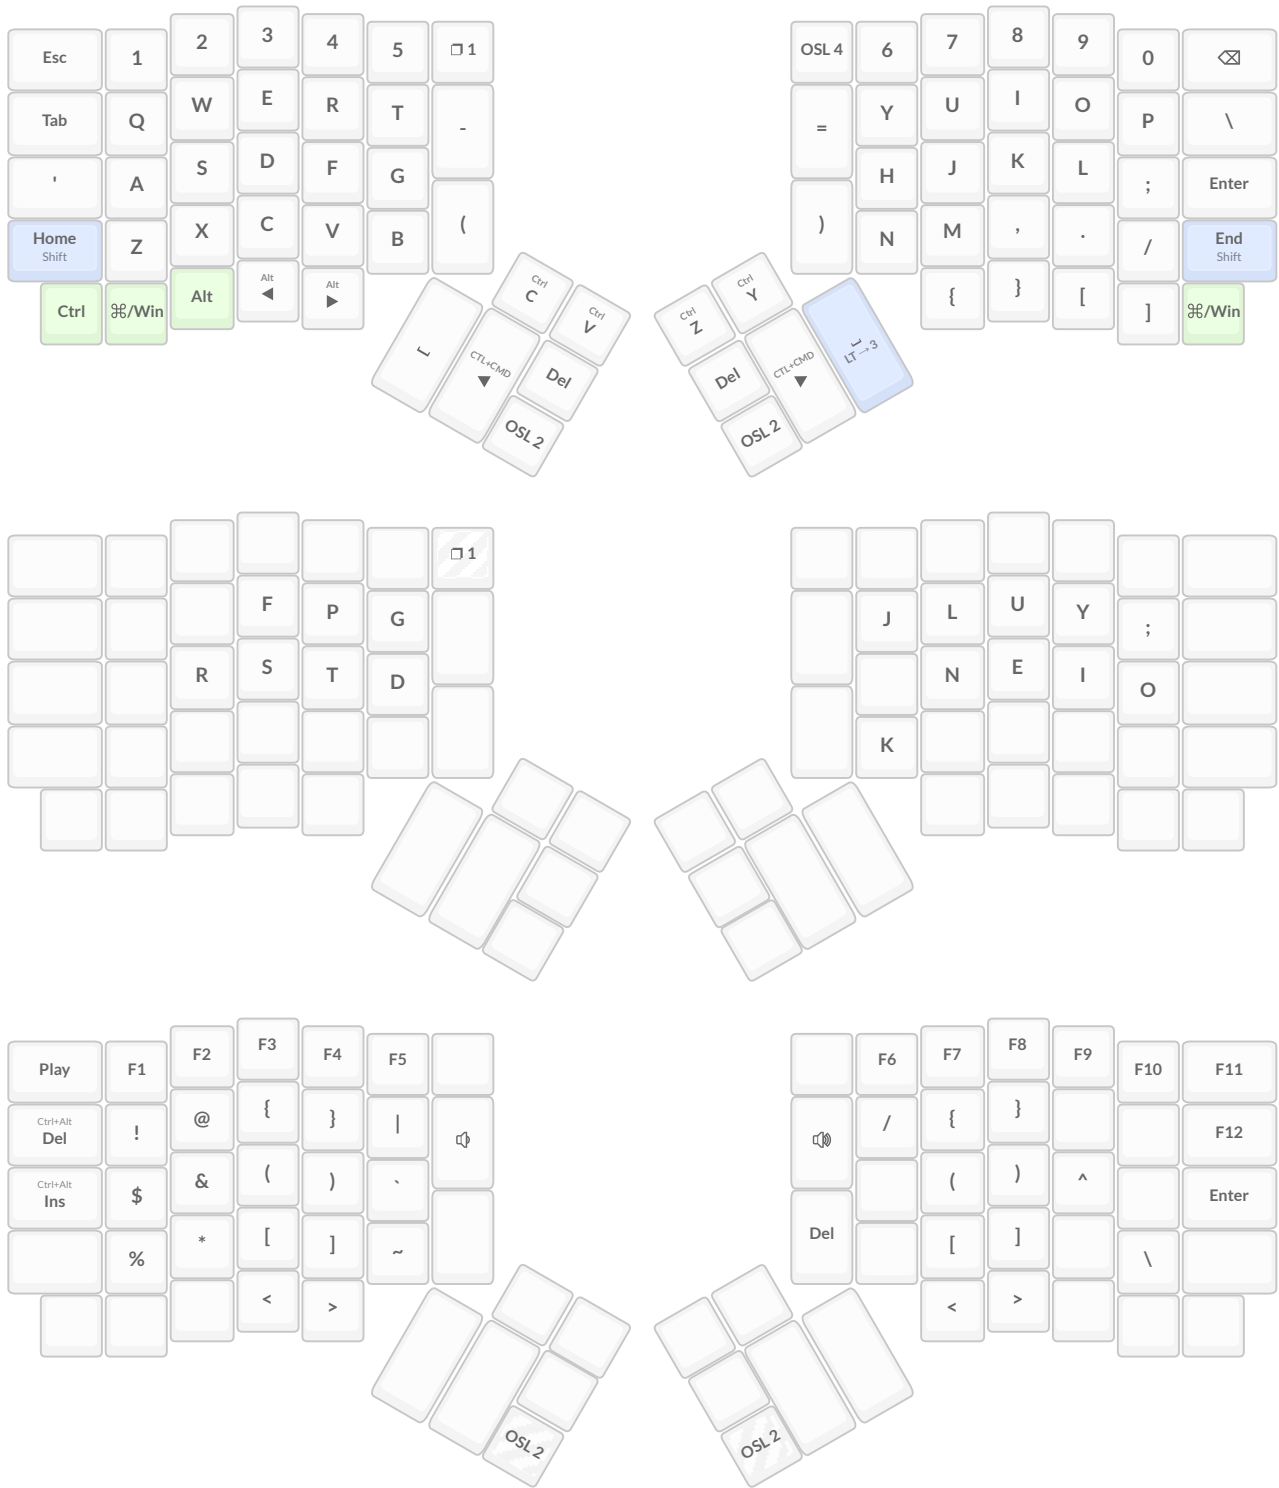 Esc 1 2 3 4 5 ❐ 1 OSL 4 6 7 8 9 0 ⌫
Tab Q W E R T - = Y U I O P \
' A S D F G H J K L ; Enter
Home Shift Z X C V B ( ) N M , . / End Shift
Ctrl ⌘/Win Alt Alt ◀ Alt ▶ { } [ ] ⌘/Win
Ctrl C Ctrl V Ctrl Z Ctrl Y
⎵ CTL+CMD ▼ Del Del CTL+CMD ▼ ⎵ LT → 3
OSL 2 OSL 2
❐ 1
F P G J L U Y ;
R S T D N E I O
K
Play F1 F2 F3 F4 F5 F6 F7 F8 F9 F10 F11
Ctrl+Alt Del ! @ { } | / { } F12
Ctrl+Alt Ins $ & ( ) ` ( ) ^ Enter
% * [ ] ~ Del [ ] \
< > < >
OSL 2 OSL 2